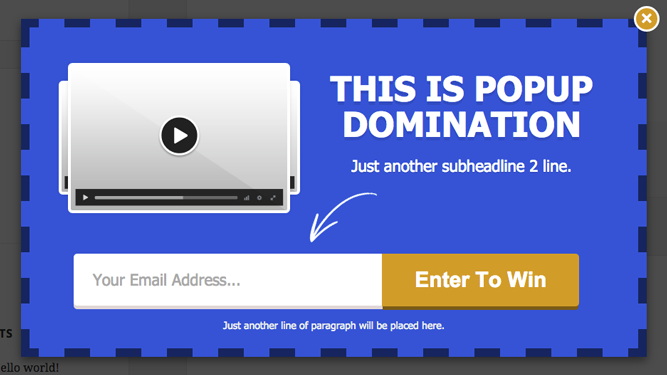 THIS IS POPUP
DOMINATION
Just another subheadline 2 line.
Your Email Address...
Enter To Win
Just another line of paragraph will be placed here.
TS
ello world!